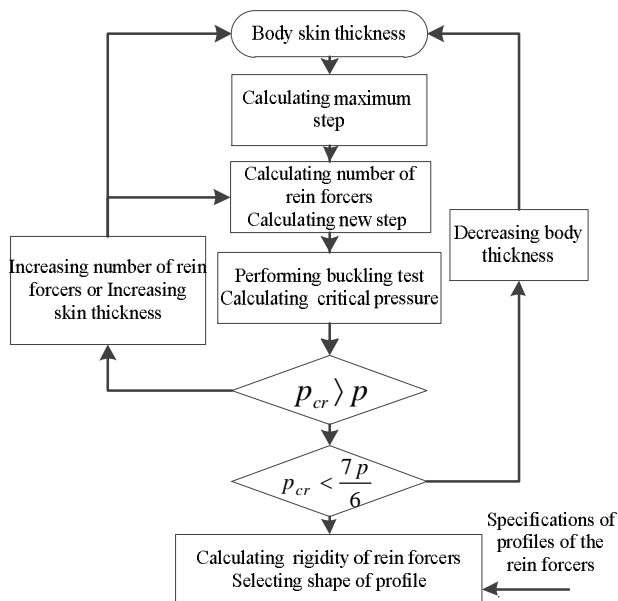 Body skin thickness
Calculating maximum
step
Calculating number of
rein forcers
Calculating new step
Increasing number of rein
forcers or Increasing
skin thickness
Decreasing body
thickness
Performing buckling test
Calculating critical pressure
p_cr 〉 p
p_cr < 7p/6
Specifications of
profiles of the
rein forcers
Calculating rigidity of rein forcers
Selecting shape of profile